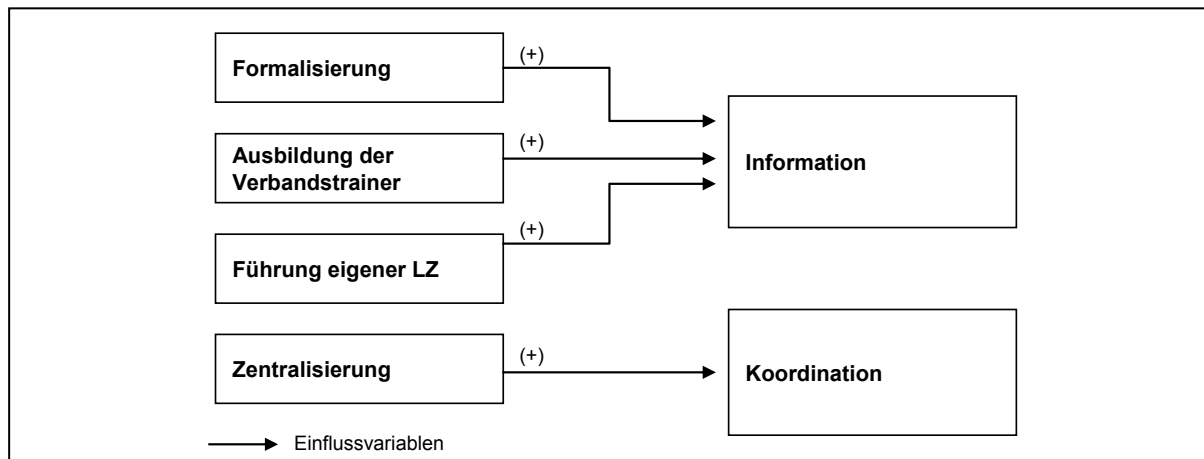 (+)
Formalisierung
(+)
Ausbildung der
Verbandstrainer
Information
(+)
Führung eigener LZ
(+)
Zentralisierung
Koordination
Einflussvariablen